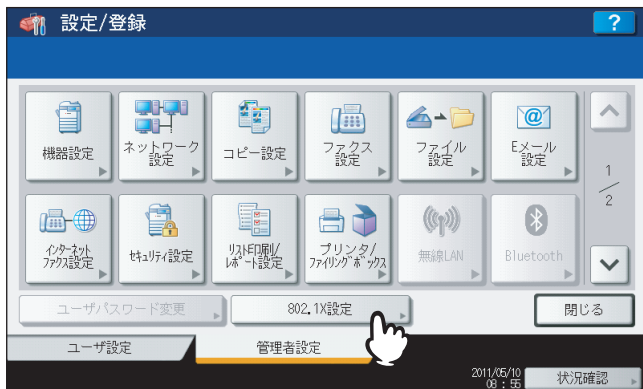 設定/登録
?
機器設定
ネットワーク
設定
コピー設定
ファクス
設定
ファイル
設定
Eメール
設定
1
2
インターネット
ファクス設定
セキュリティ設定
リスト印刷/
レポート設定
プリンタ/
ファイリングボックス
無線LAN
Bluetooth
ユーザパスワード変更
802.1X設定
閉じる
ユーザ設定
管理者設定
2011/05/10
08:55
状況確認